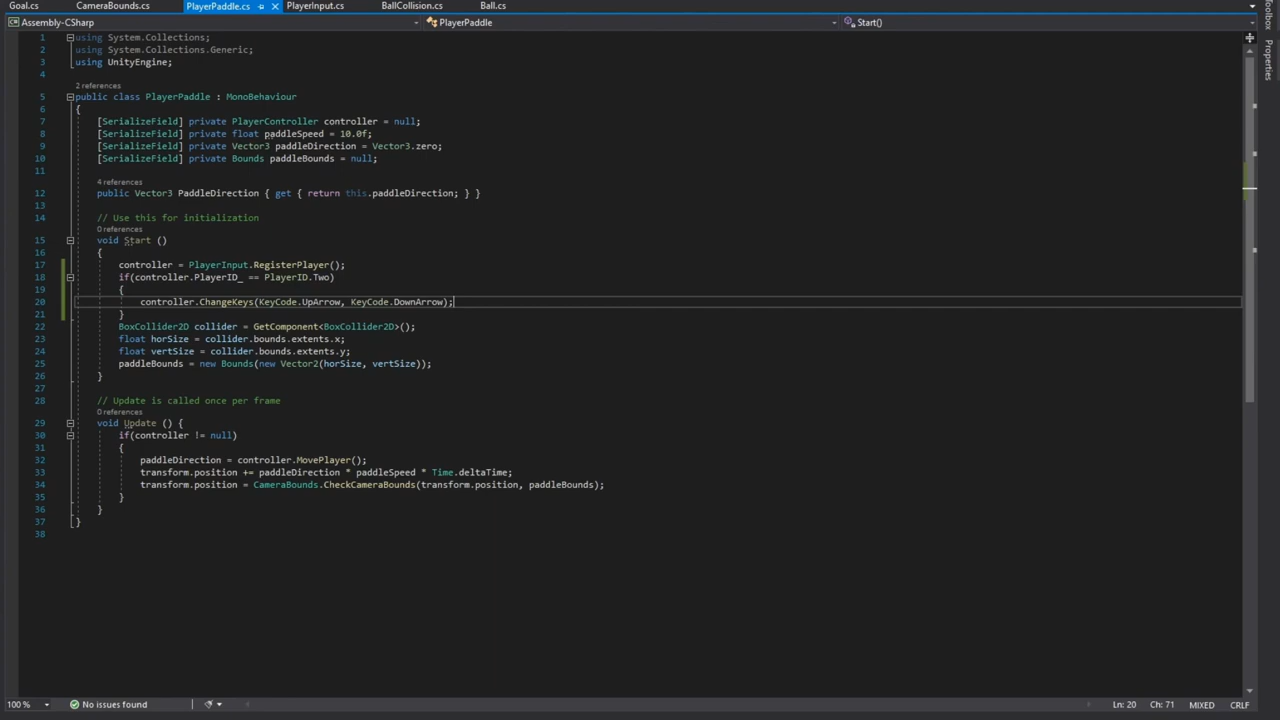 Goal.cs CameraBounds.cs PlayerPaddle.cs PlayerInput.cs BallCollision.cs Ball.cs
Assembly-CSharp PlayerPaddle Start()
1 using System.Collections;
2 using System.Collections.Generic;
3 using UnityEngine;
4
2 references
5 public class PlayerPaddle : MonoBehaviour
6 {
7 [SerializeField] private PlayerController controller = null;
8 [SerializeField] private float paddleSpeed = 10.0f;
9 [SerializeField] private Vector3 paddleDirection = Vector3.zero;
10 [SerializeField] private Bounds paddleBounds = null;
11
4 references
12 public Vector3 PaddleDirection { get { return this.paddleDirection; } }
13
14 // Use this for initialization
0 references
15 void Start ()
16 {
17 controller = PlayerInput.RegisterPlayer();
18 if(controller.PlayerID_ == PlayerID.Two)
19 {
20 controller.ChangeKeys(KeyCode.UpArrow, KeyCode.DownArrow);
21 }
22 BoxCollider2D collider = GetComponent<BoxCollider2D>();
23 float horSize = collider.bounds.extents.x;
24 float vertSize = collider.bounds.extents.y;
25 paddleBounds = new Bounds(new Vector2(horSize, vertSize));
26 }
27
28 // Update is called once per frame
0 references
29 void Update () {
30 if(controller != null)
31 {
32 paddleDirection = controller.MovePlayer();
33 transform.position += paddleDirection * paddleSpeed * Time.deltaTime;
34 transform.position = CameraBounds.CheckCameraBounds(transform.position, paddleBounds);
35 }
36 }
37 }
38
Toolbox
Properties
100 % No issues found Ln: 20 Ch: 71 MIXED CRLF